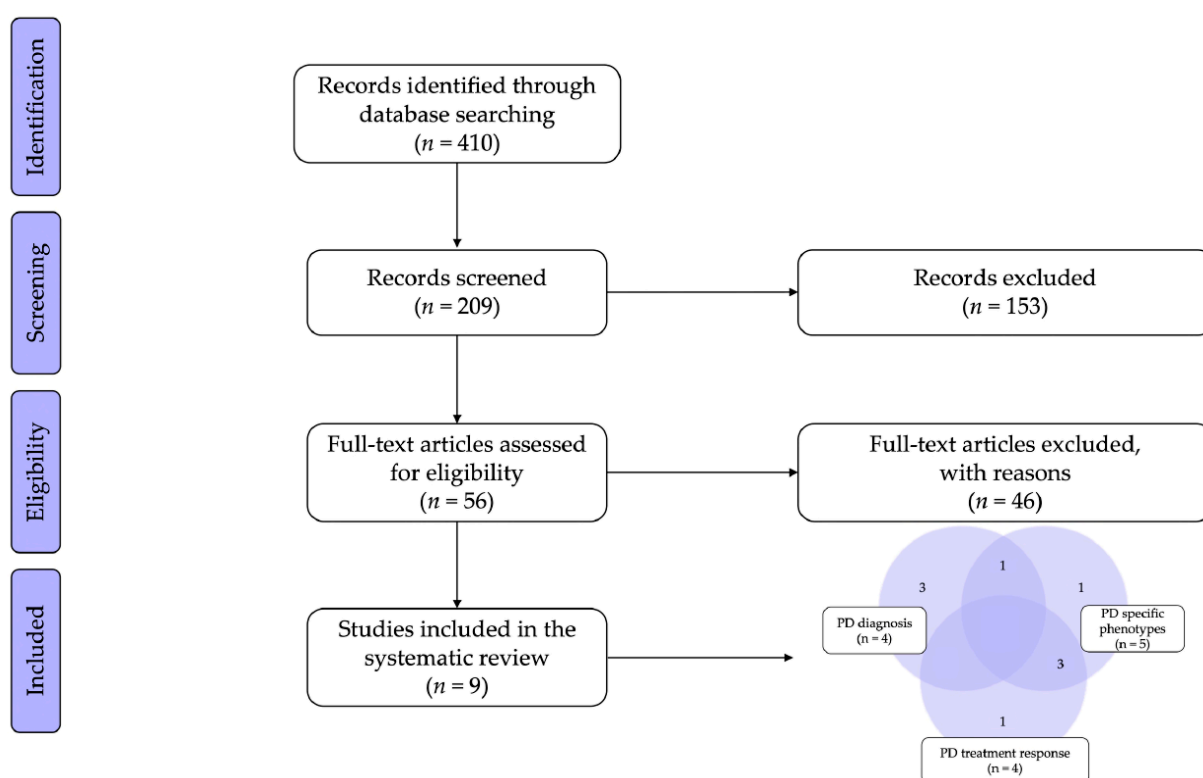 Identification
Records identified through
database searching
(n = 410)
Screening
Records screened
(n = 209)
Records excluded
(n = 153)
Eligibility
Full-text articles assessed
for eligibility
(n = 56)
Full-text articles excluded,
with reasons
(n = 46)
Included
Studies included in the
systematic review
(n = 9)
3
1
1
PD diagnosis
(n = 4)
PD specific
phenotypes
(n = 5)
3
1
PD treatment response
(n = 4)